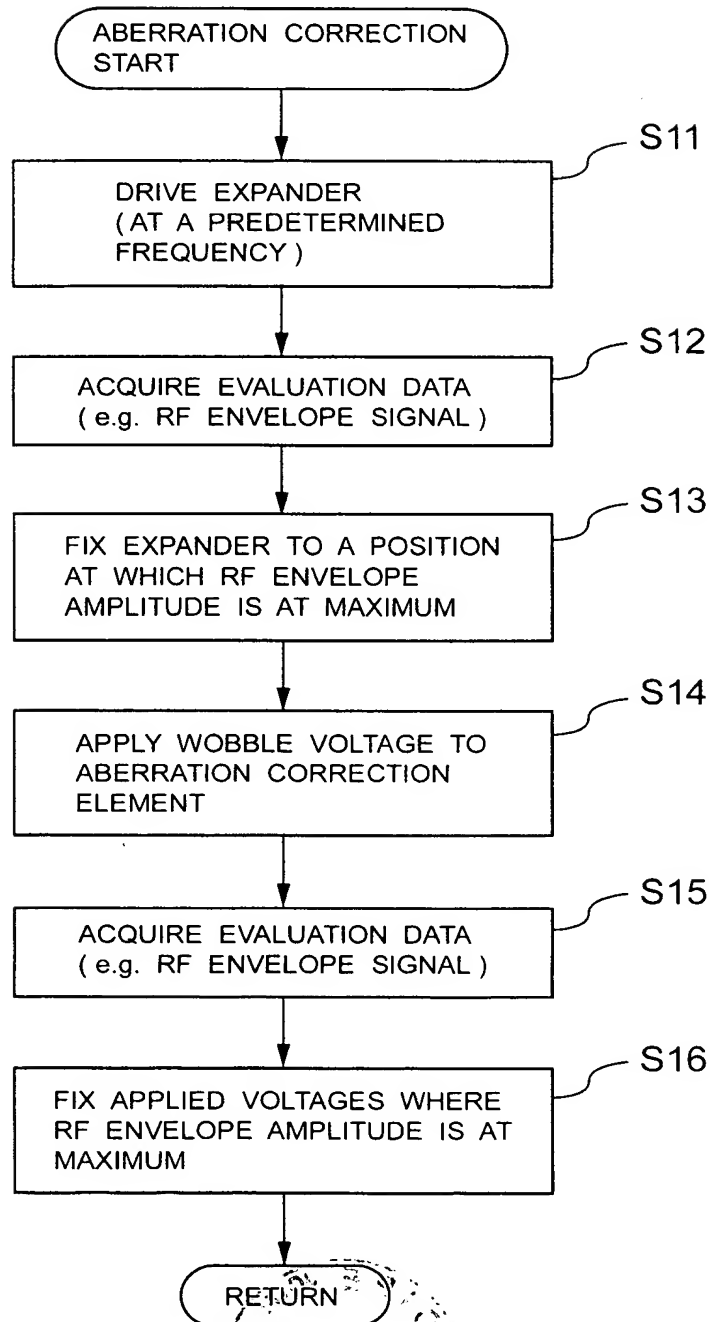 ABERRATION CORRECTION
START
S11
DRIVE EXPANDER
( AT A PREDETERMINED
FREQUENCY )
S12
ACQUIRE EVALUATION DATA
( e.g. RF ENVELOPE SIGNAL )
S13
FIX EXPANDER TO A POSITION
AT WHICH RF ENVELOPE
AMPLITUDE IS AT MAXIMUM
S14
APPLY WOBBLE VOLTAGE TO
ABERRATION CORRECTION
ELEMENT
S15
ACQUIRE EVALUATION DATA
( e.g. RF ENVELOPE SIGNAL )
S16
FIX APPLIED VOLTAGES WHERE
RF ENVELOPE AMPLITUDE IS AT
MAXIMUM
RETURN